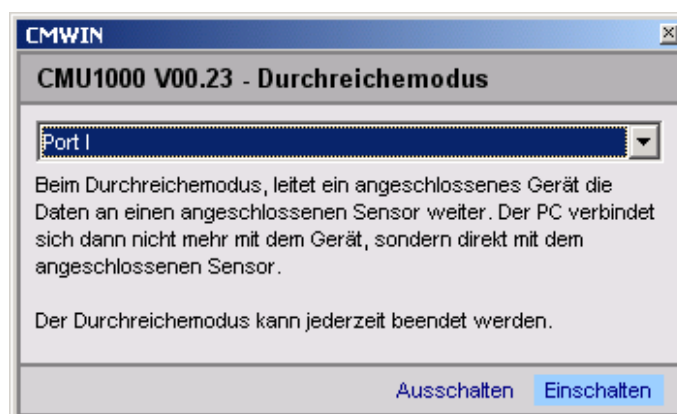 CMWIN
CMU1000 V00.23 - Durchreichemodus
Port I
Beim Durchreichemodus, leitet ein angeschlossenes Gerät die
Daten an einen angeschlossenen Sensor weiter. Der PC verbindet
sich dann nicht mehr mit dem Gerät, sondern direkt mit dem
angeschlossenen Sensor.
Der Durchreichemodus kann jederzeit beendet werden.
Ausschalten Einschalten